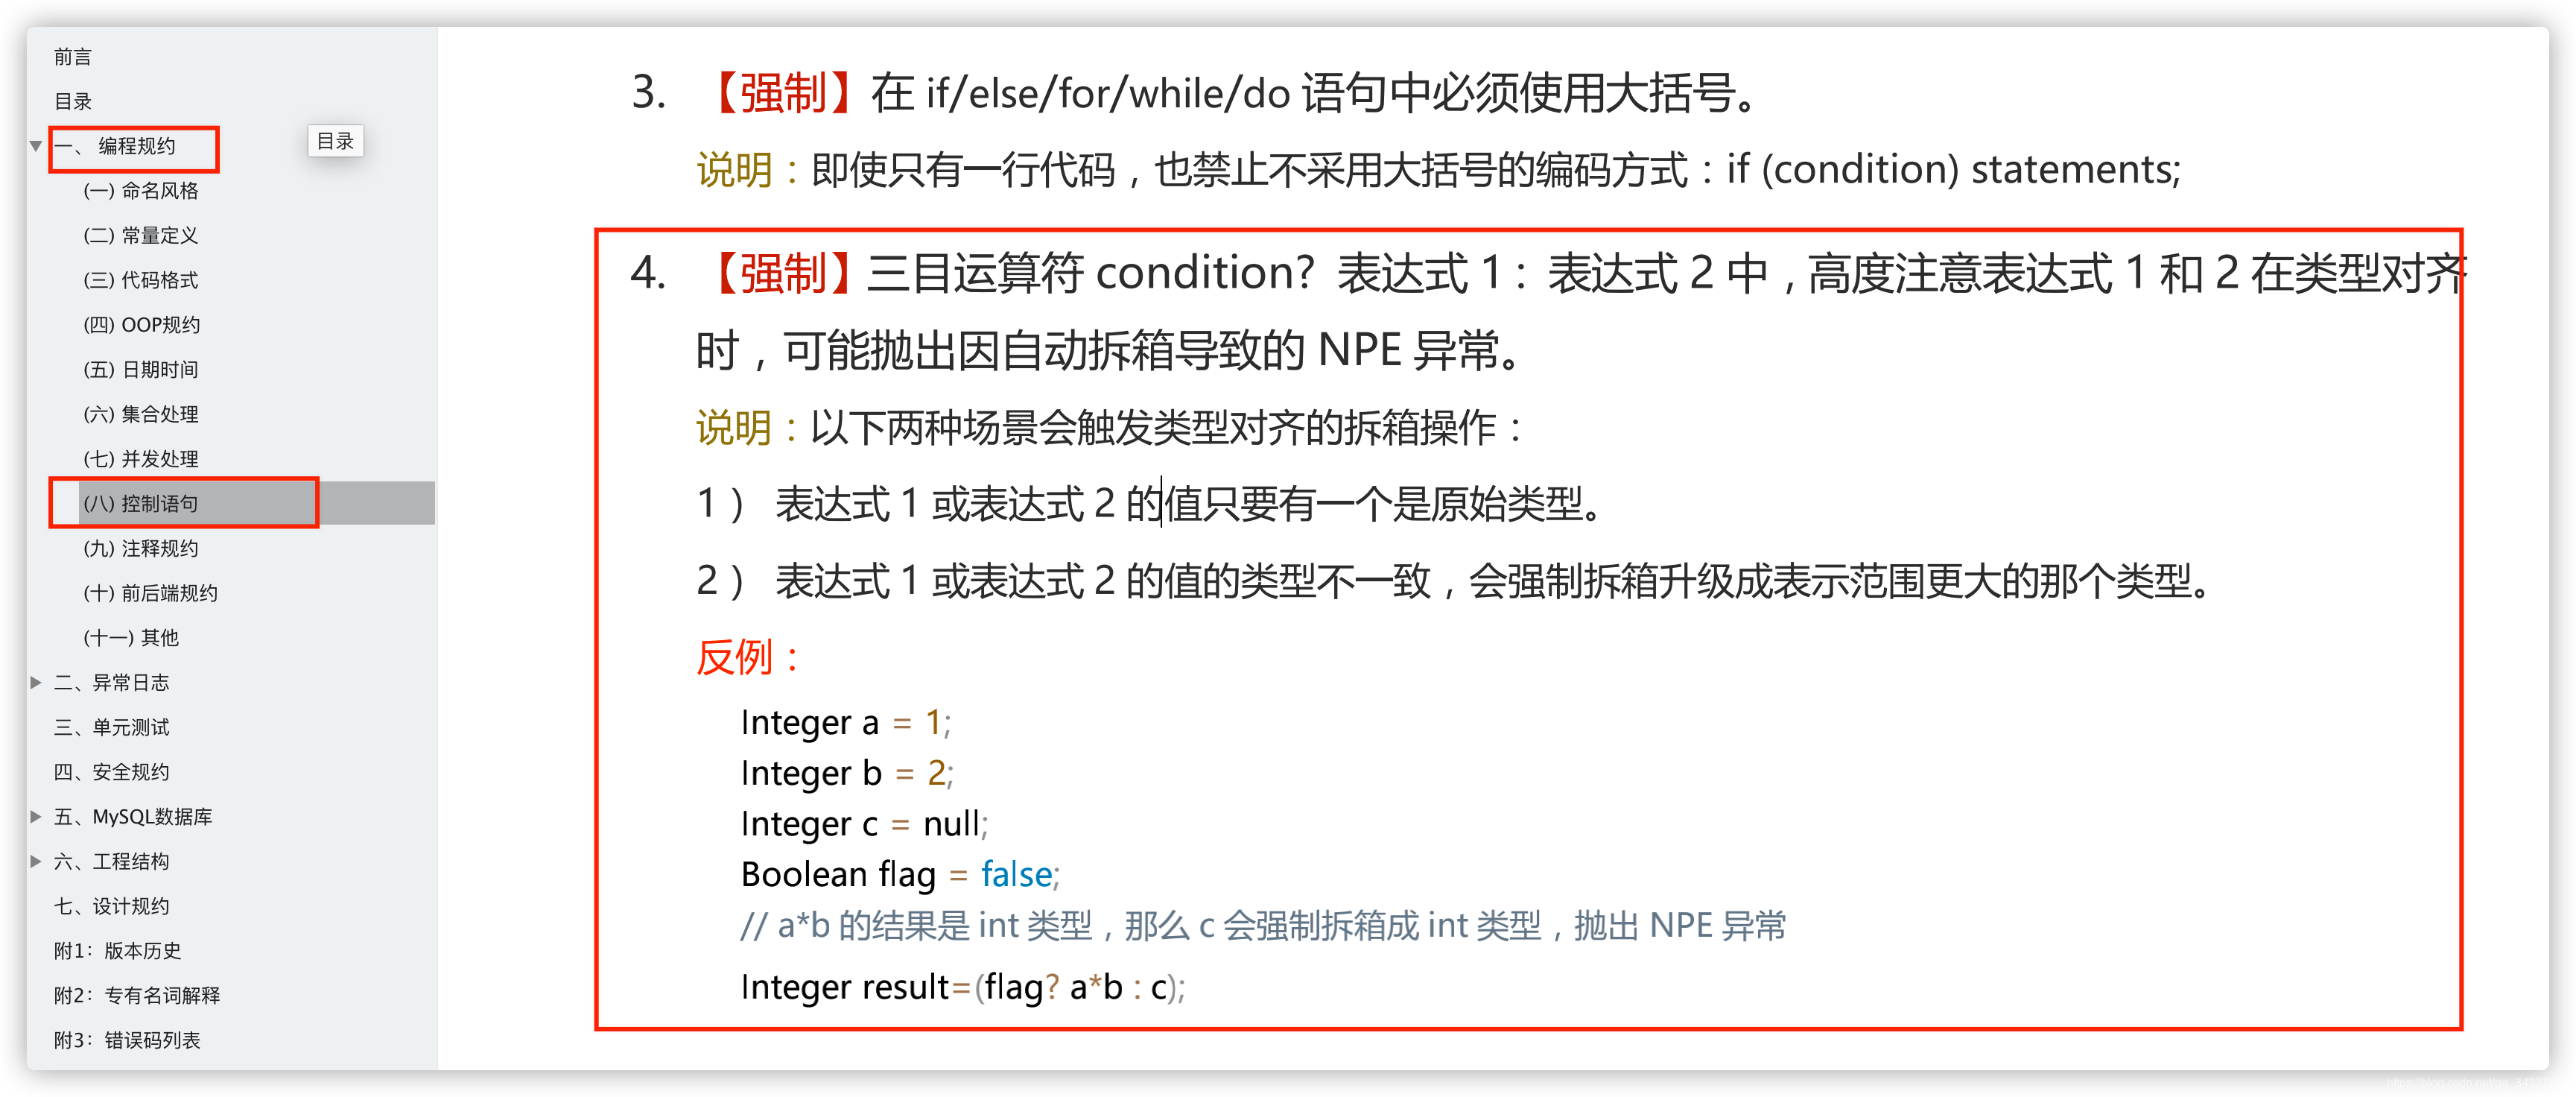 前言
目录
一、 编程规约
目录
(一) 命名风格
(二) 常量定义
(三) 代码格式
(四) OOP规约
(五) 日期时间
(六) 集合处理
(七) 并发处理
(八) 控制语句
(九) 注释规约
(十) 前后端规约
(十一) 其他
二、异常日志
三、单元测试
四、安全规约
五、MySQL数据库
六、工程结构
七、设计规约
附1：版本历史
附2：专有名词解释
附3：错误码列表
3. 【强制】在 if/else/for/while/do 语句中必须使用大括号。
说明：即使只有一行代码，也禁止不采用大括号的编码方式：if (condition) statements;
4. 【强制】三目运算符 condition? 表达式 1 : 表达式 2 中，高度注意表达式 1 和 2 在类型对齐
时，可能抛出因自动拆箱导致的 NPE 异常。
说明：以下两种场景会触发类型对齐的拆箱操作：
1） 表达式 1 或表达式 2 的值只要有一个是原始类型。
2） 表达式 1 或表达式 2 的值的类型不一致，会强制拆箱升级成表示范围更大的那个类型。
反例：
Integer a = 1;
Integer b = 2;
Integer c = null;
Boolean flag = false;
// a*b 的结果是 int 类型，那么 c 会强制拆箱成 int 类型，抛出 NPE 异常
Integer result=(flag? a*b : c);